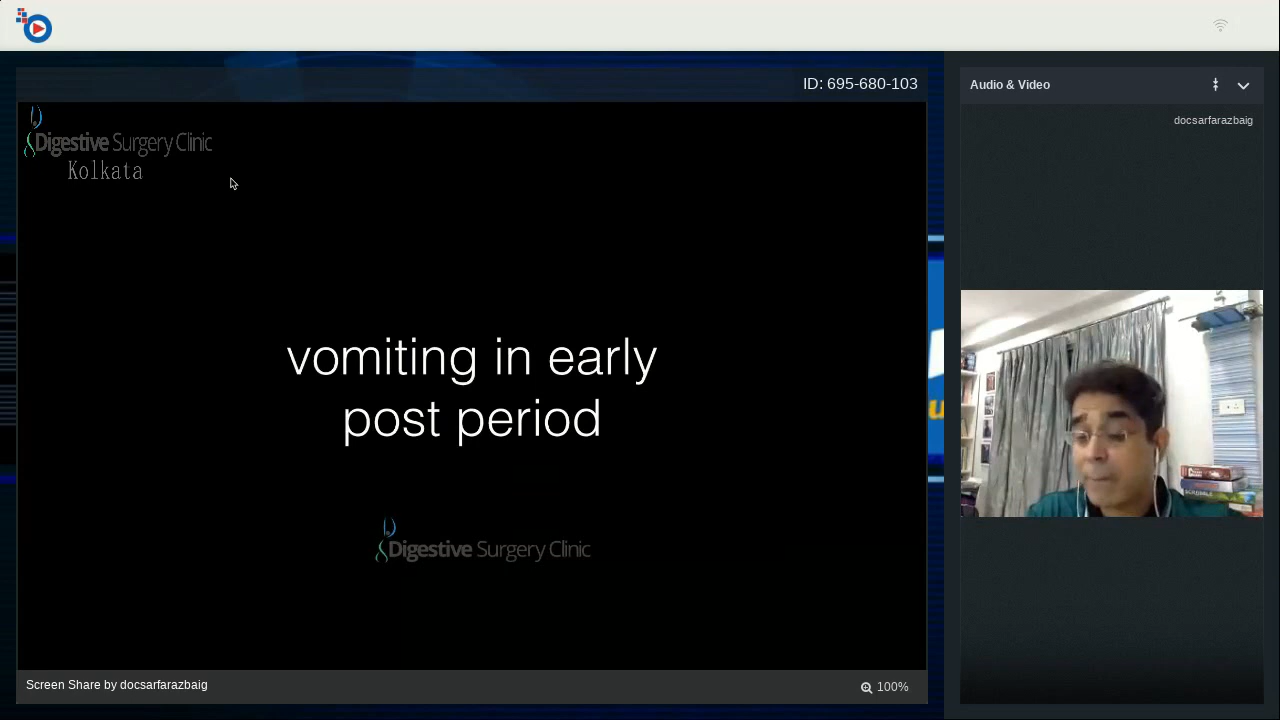 ID: 695-680-103
Audio & Video
docsarfarazbaig
Digestive Surgery Clinic
Kolkata
vomiting in early
post period
Digestive Surgery Clinic
Screen Share by docsarfarazbaig
100%